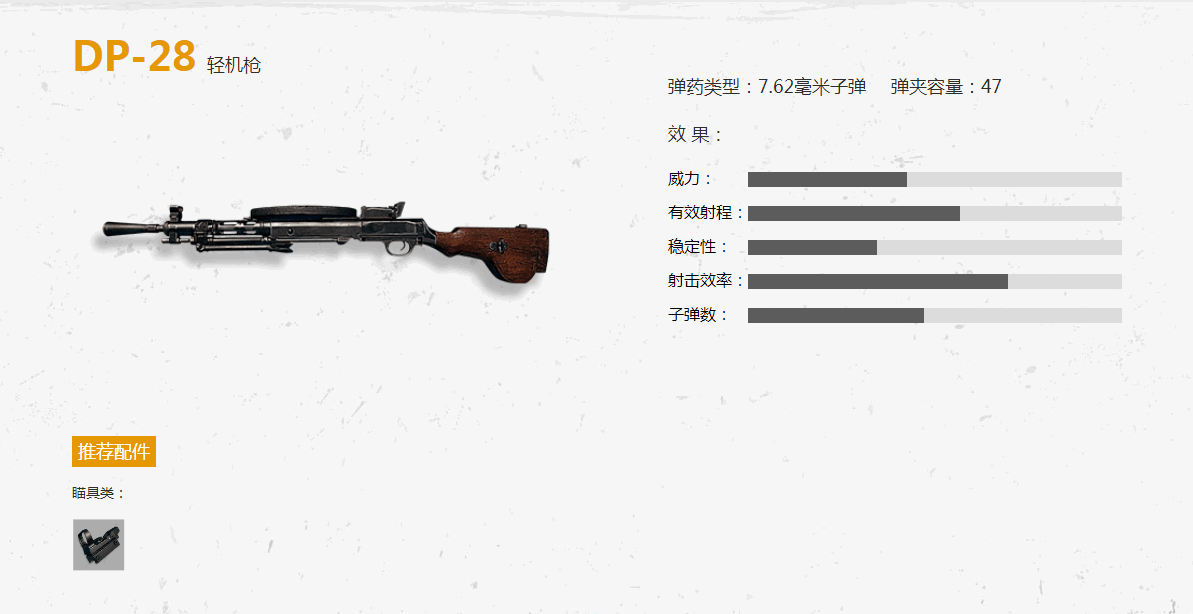 DP-28 轻机枪
弹药类型：7.62毫米子弹 弹夹容量：47
效 果：
威力：
有效射程：
稳定性：
射击效率：
子弹数：
推荐配件
瞄具类：